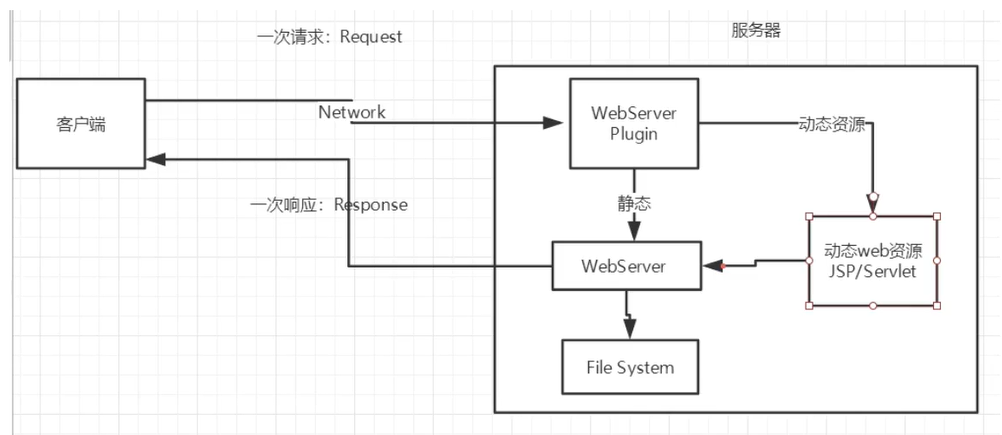 一次请求：Request
服务器
客户端
Network
WebServer
Plugin
动态资源
静态
一次响应：Response
动态web资源
JSP/Servlet
WebServer
File System